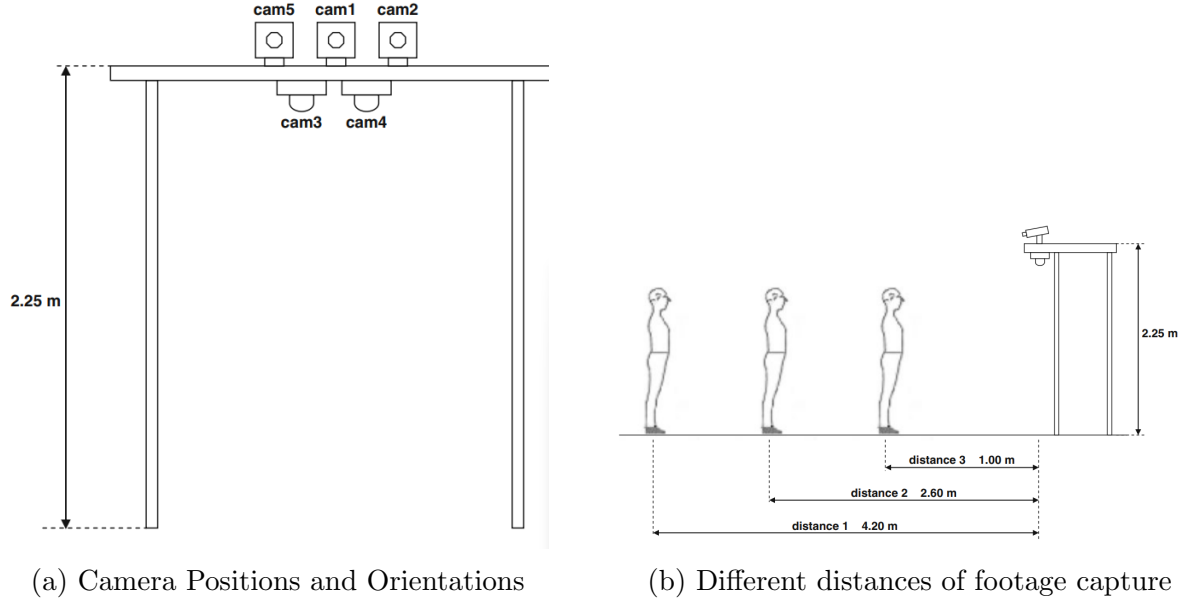 cam5 cam1 cam2
cam3 cam4
2.25 m
(a) Camera Positions and Orientations
2.25 m
distance 3 1.00 m
distance 2 2.60 m
distance 1 4.20 m
(b) Different distances of footage capture